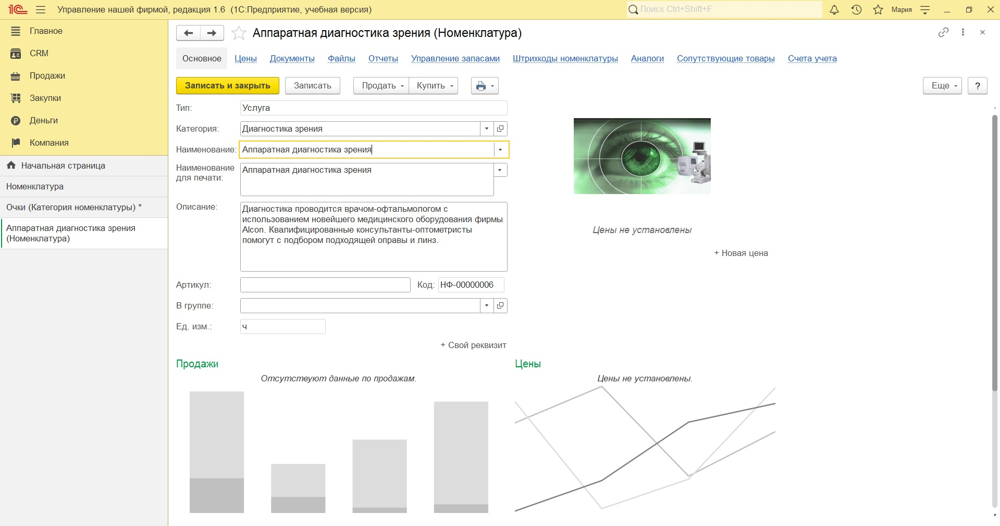 1С Управление нашей фирмой, редакция 1.6 (1С:Предприятие, учебная версия)
Поиск Ctrl+Shift+F
Мария
Главное
CRM
Продажи
Закупки
Деньги
Компания
Начальная страница
Номенклатура
Очки (Категория номенклатуры) *
Аппаратная диагностика зрения
(Номенклатура)
Аппаратная диагностика зрения (Номенклатура)
Основное Цены Документы Файлы Отчеты Управление запасами Штрихкоды номенклатуры Аналоги Сопутствующие товары Счета учета
Записать и закрыть Записать Продать Купить Еще ?
Тип: Услуга
Категория: Диагностика зрения
Наименование: Аппаратная диагностика зрения
Наименование
для печати:
Аппаратная диагностика зрения
Описание:
Диагностика проводится врачом-офтальмологом с
использованием новейшего медицинского оборудования фирмы
Alcon. Квалифицированные консультанты-оптометристы
помогут с подбором подходящей оправы и линз.
Цены не установлены
+ Новая цена
Артикул: Код: НФ-00000006
В группе:
Ед. изм.: ч
+ Свой реквизит
Продажи
Отсутствуют данные по продажам.
Цены
Цены не установлены.